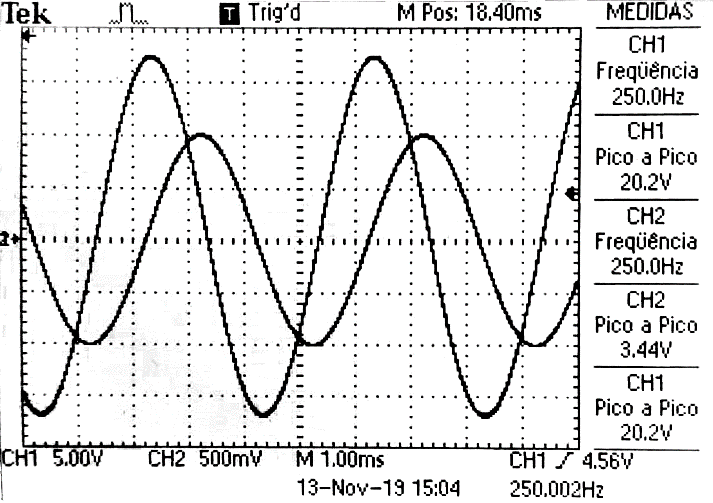 Tek T Trig'd M Pos: 18.40ms MEDIDAS
CH1
Freqüência
250.0Hz
CH1
Pico a Pico
20.2V
CH2
Freqüência
250.0Hz
CH2
Pico a Pico
3.44V
CH1
Pico a Pico
20.2V
2
CH1 5.00V CH2 500mV M 1.00ms CH1 4.56V
13-Nov-19 15:04 250.002Hz